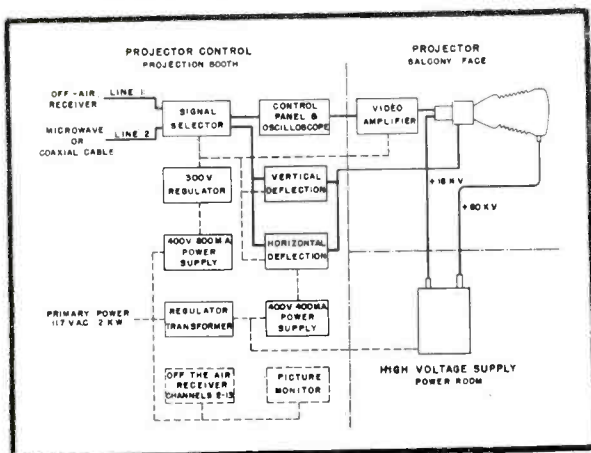 PROJECTOR CONTROL
PROJECTION BOOTH
PROJECTOR
BALCONY FACE
OFF-AIR
RECEIVER
LINE 1
MICROWAVE
OR
COAXIAL CABLE
LINE 2
SIGNAL
SELECTOR
CONTROL
PANEL &
OSCILLOSCOPE
VIDEO
AMPLIFIER
300V
REGULATOR
VERTICAL
DEFLECTION
+16 KV
+80 KV
400V 800MA
POWER
SUPPLY
HORIZONTAL
DEFLECTION
PRIMARY POWER
117 VAC 2 KW
REGULATOR
TRANSFORMER
400V 400MA
POWER
SUPPLY
HIGH VOLTAGE SUPPLY
POWER ROOM
OFF THE AIR
RECEIVER
CHANNELS 2-13
PICTURE
MONITOR